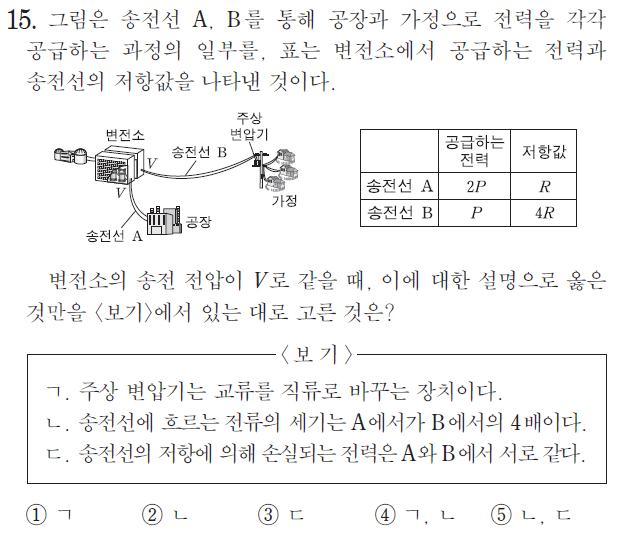 15. 그림은 송전선 A, B를 통해 공장과 가정으로 전력을 각각
공급하는 과정의 일부를, 표는 변전소에서 공급하는 전력과
송전선의 저항값을 나타낸 것이다.
변전소
V
V
송전선 B
주상
변압기
가정
송전선 A
공장
공급하는 전력 저항값
송전선 A 2P R
송전선 B P 4R
변전소의 송전 전압이 V로 같을 때, 이에 대한 설명으로 옳은
것만을 〈보기〉에서 있는 대로 고른 것은?
〈보 기〉
ㄱ. 주상 변압기는 교류를 직류로 바꾸는 장치이다.
ㄴ. 송전선에 흐르는 전류의 세기는 A에서가 B에서의 4배이다.
ㄷ. 송전선의 저항에 의해 손실되는 전력은 A와 B에서 서로 같다.
① ㄱ ② ㄴ ③ ㄷ ④ ㄱ, ㄴ ⑤ ㄴ, ㄷ